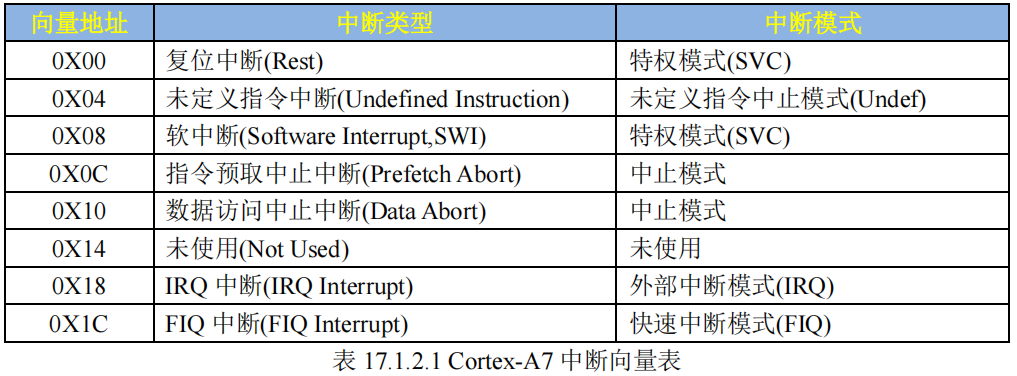 向量地址 中断类型 中断模式
0X00 复位中断(Rest) 特权模式(SVC)
0X04 未定义指令中断(Undefined Instruction) 未定义指令中止模式(Undef)
0X08 软中断(Software Interrupt,SWI) 特权模式(SVC)
0X0C 指令预取中止中断(Prefetch Abort) 中止模式
0X10 数据访问中止中断(Data Abort) 中止模式
0X14 未使用(Not Used) 未使用
0X18 IRQ 中断(IRQ Interrupt) 外部中断模式(IRQ)
0X1C FIQ 中断(FIQ Interrupt) 快速中断模式(FIQ)
表 17.1.2.1 Cortex-A7 中断向量表